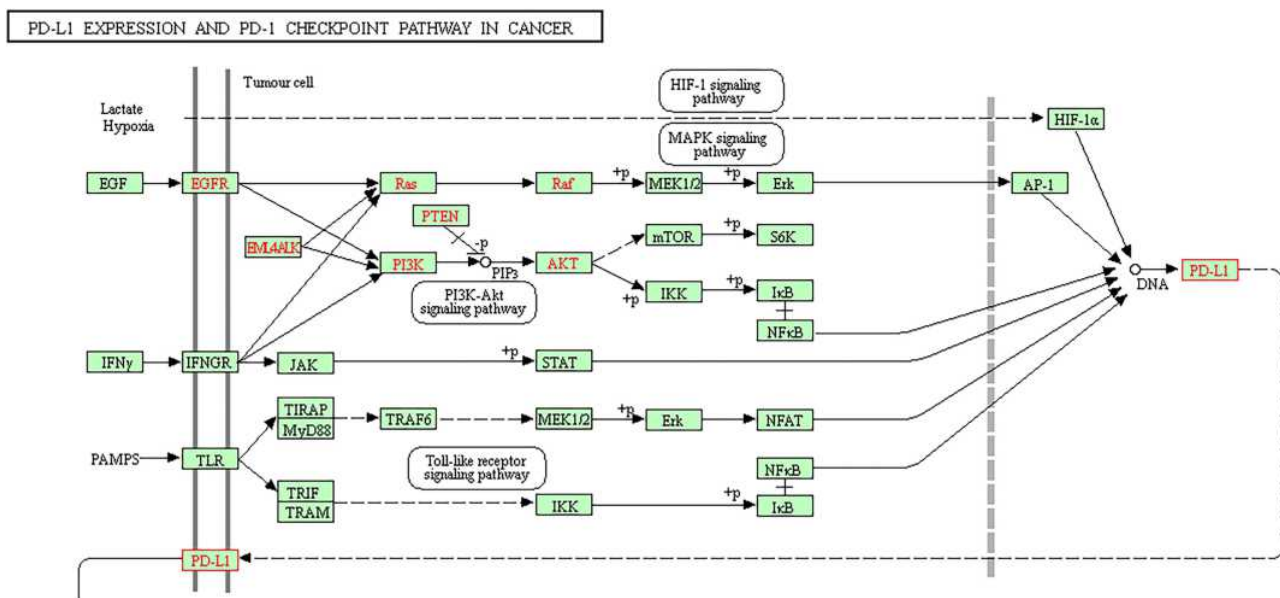 PD-L1 EXPRESSION AND PD-1 CHECKPOINT PATHWAY IN CANCER
Tumour cell
HIF-1 signaling
pathway
Lactate
Hypoxia
HIF-1α
MAPK signaling
pathway
EGF
EGFR
Ras
Raf
+p
MEK1/2
+p
Erk
AP-1
PTEN
EML4ALK
-p
mTOR
+p
S6K
PI3K
PIP3
AKT
PD-L1
DNA
+p
IKK
+p
IκB
PI3K-Akt
signaling pathway
NFκB
IFNγ
IFNGR
JAK
+p
STAT
TIRAP
MyD88
TRAF6
MEK1/2
+p
Erk
NFAT
PAMPS
TLR
Toll-like receptor
signaling pathway
NFκB
TRIF
TRAM
IKK
+p
IκB
PD-L1